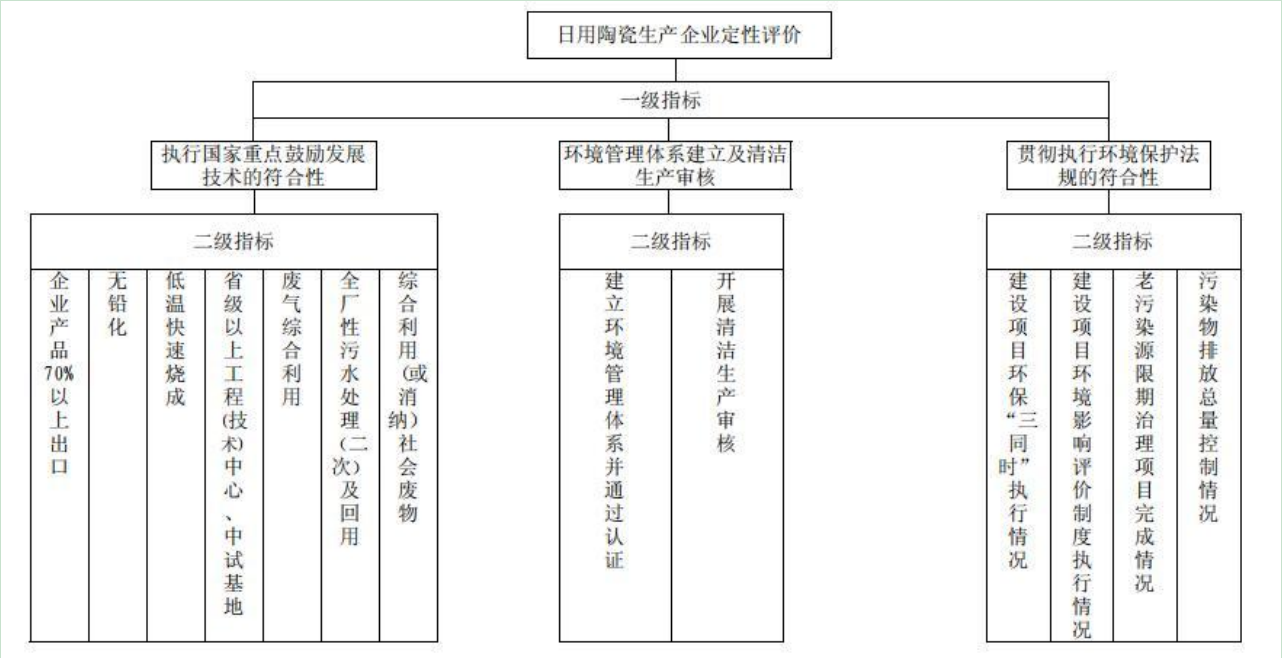 日用陶瓷生产企业定性评价
一级指标
执行国家重点鼓励发展
技术的符合性
环境管理体系建立及清洁
生产审核
贯彻执行环境保护法
规的符合性
二级指标
企业产品70%以上出口
无铅化
低温快速烧成
省级以上工程(技术)中心、中试基地
废气综合利用
全厂性污水处理(二次)及回用
综合利用(或消纳)社会废物
二级指标
建立环境管理体系并通过认证
开展清洁生产审核
二级指标
建设项目环保“三同时”执行情况
建设项目环境影响评价制度执行情况
老污染源限期治理项目完成情况
污染物排放总量控制情况